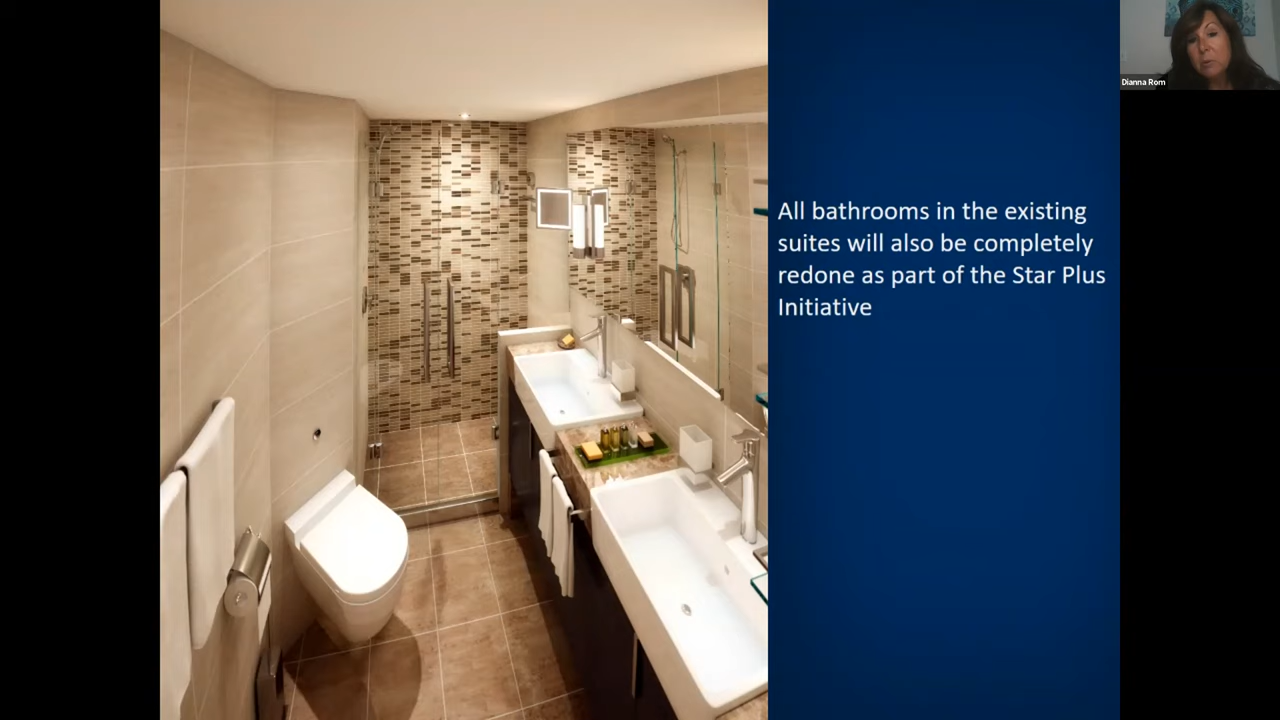 All bathrooms in the existing
suites will also be completely
redone as part of the Star Plus
Initiative
Dianna Rom